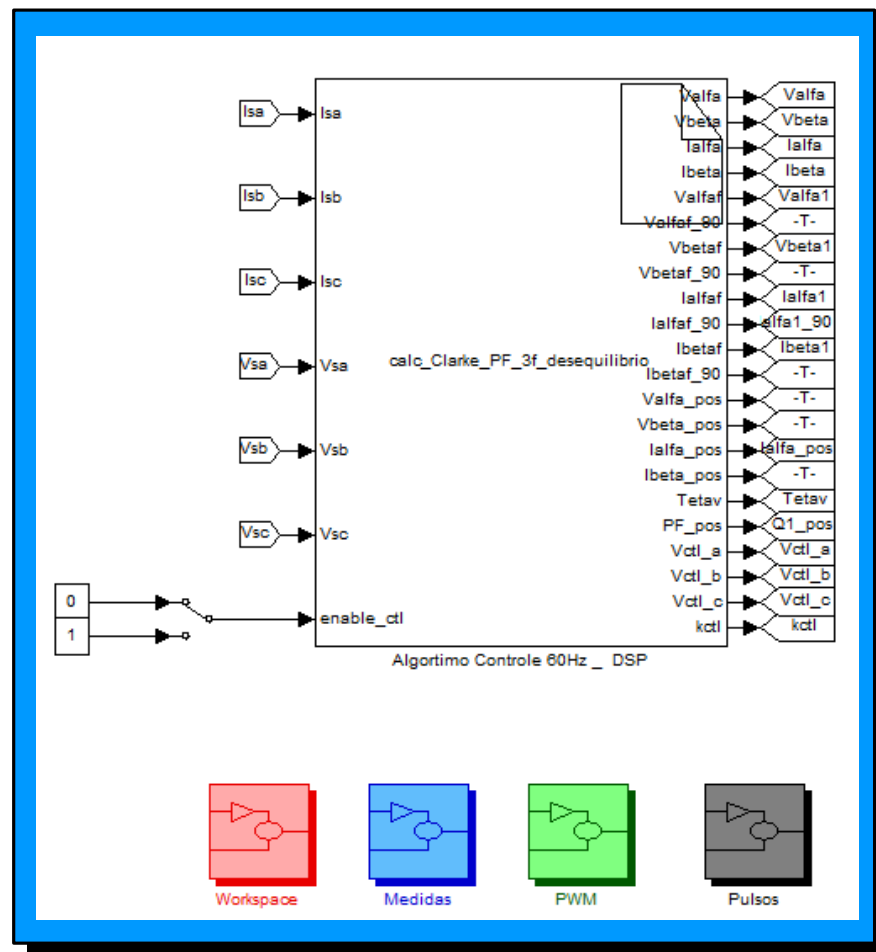 Isa
Isb
Isc
Vsa
Vsb
Vsc
0
1
Isa
Isb
Isc
Vsa
Vsb
Vsc
enable_ctl
calc_Clarke_PF_3f_desequilibrio
Valfa Valfa
Vbeta Vbeta
Ialfa Ialfa
Ibeta Ibeta
Valfaf Valfa1
Valfaf_90 -T-
Vbetaf Vbeta1
Vbetaf_90 -T-
Ialfaf Ialfa1
Ialfaf_90 alfa1_90
Ibetaf Ibeta1
Ibetaf_90 -T-
Valfa_pos -T-
Vbeta_pos -T-
Ialfa_pos Ialfa_pos
Ibeta_pos -T-
Tetav Tetav
PF_pos Q1_pos
Vctl_a Vctl_a
Vctl_b Vctl_b
Vctl_c Vctl_c
kctl kctl
Algortimo Controle 60Hz _ DSP
Workspace
Medidas
PWM
Pulsos